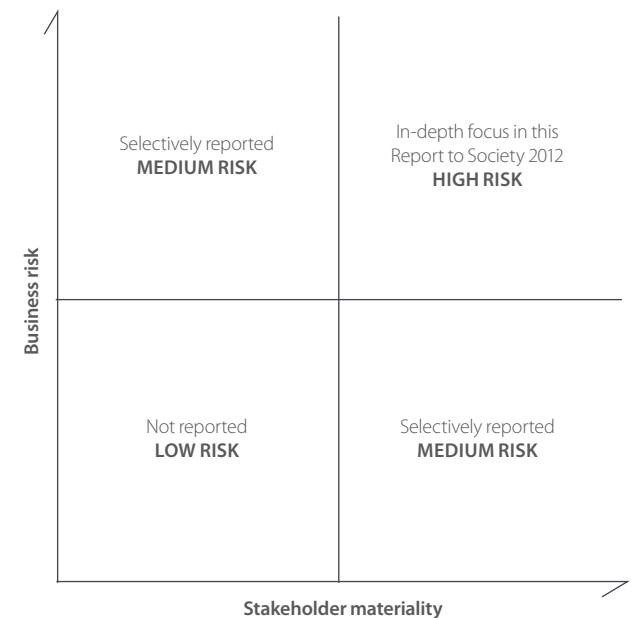 Selectively reported
MEDIUM RISK
In-depth focus in this
Report to Society 2012
HIGH RISK
Business risk
Not reported
LOW RISK
Selectively reported
MEDIUM RISK
Stakeholder materiality